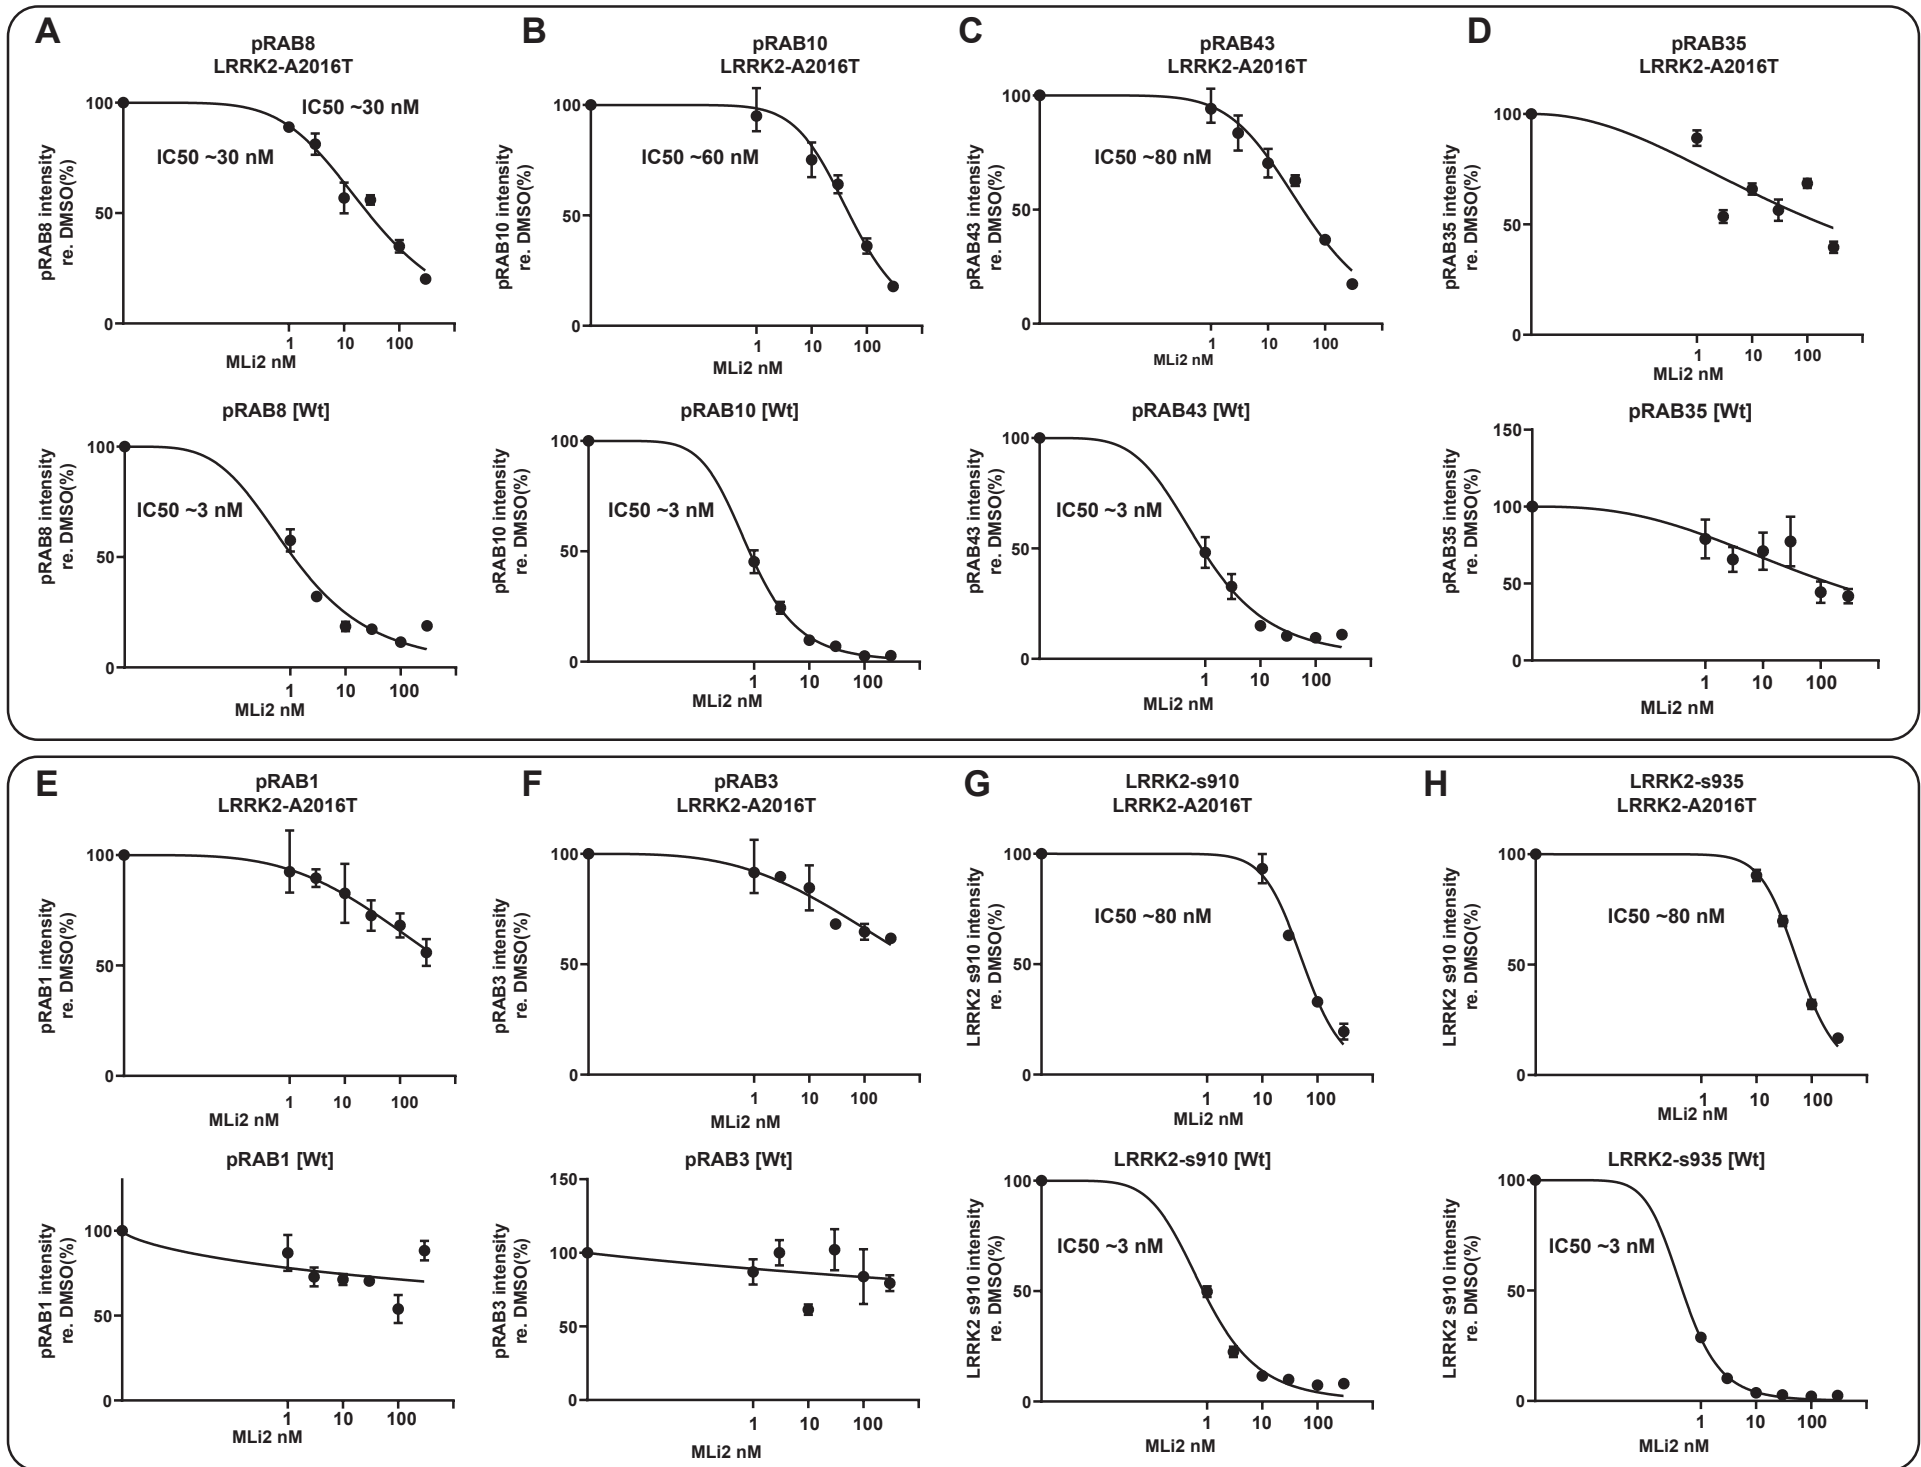 A
pRAB8
LRRK2-A2016T
IC50 ~30 nM
IC50 ~30 nM
pRAB8 intensity
re. DMSO(%)
100
50
0
1 10 100
MLi2 nM
pRAB8 [Wt]
IC50 ~3 nM
pRAB8 intensity
re. DMSO(%)
100
50
0
1 10 100
MLi2 nM
B
pRAB10
LRRK2-A2016T
IC50 ~60 nM
pRAB10 intensity
re. DMSO(%)
100
50
0
1 10 100
MLi2 nM
pRAB10 [Wt]
IC50 ~3 nM
pRAB10 intensity
re. DMSO(%)
100
50
0
1 10 100
MLi2 nM
C
pRAB43
LRRK2-A2016T
IC50 ~80 nM
pRAB43 intensity
re. DMSO(%)
100
50
0
1 10 100
MLi2 nM
pRAB43 [Wt]
IC50 ~3 nM
pRAB43 intensity
re. DMSO(%)
100
50
0
1 10 100
MLi2 nM
D
pRAB35
LRRK2-A2016T
pRAB35 intensity
re. DMSO(%)
100
50
0
1 10 100
MLi2 nM
pRAB35 [Wt]
pRAB35 intensity
re. DMSO(%)
150
100
50
0
1 10 100
MLi2 nM
E
pRAB1
LRRK2-A2016T
pRAB1 intensity
re. DMSO(%)
100
50
0
1 10 100
MLi2 nM
pRAB1 [Wt]
pRAB1 intensity
re. DMSO(%)
100
50
0
1 10 100
MLi2 nM
F
pRAB3
LRRK2-A2016T
pRAB3 intensity
re. DMSO(%)
100
50
0
1 10 100
MLi2 nM
pRAB3 [Wt]
pRAB3 intensity
re. DMSO(%)
150
100
50
0
1 10 100
MLi2 nM
G
LRRK2-s910
LRRK2-A2016T
IC50 ~80 nM
LRRK2 s910 intensity
re. DMSO(%)
100
50
0
1 10 100
MLi2 nM
LRRK2-s910 [Wt]
IC50 ~3 nM
LRRK2 s910 intensity
re. DMSO(%)
100
50
0
1 10 100
MLi2 nM
H
LRRK2-s935
LRRK2-A2016T
IC50 ~80 nM
LRRK2 s910 intensity
re. DMSO(%)
100
50
0
1 10 100
MLi2 nM
LRRK2-s935 [Wt]
IC50 ~3 nM
LRRK2 s910 intensity
re. DMSO(%)
100
50
0
1 10 100
MLi2 nM